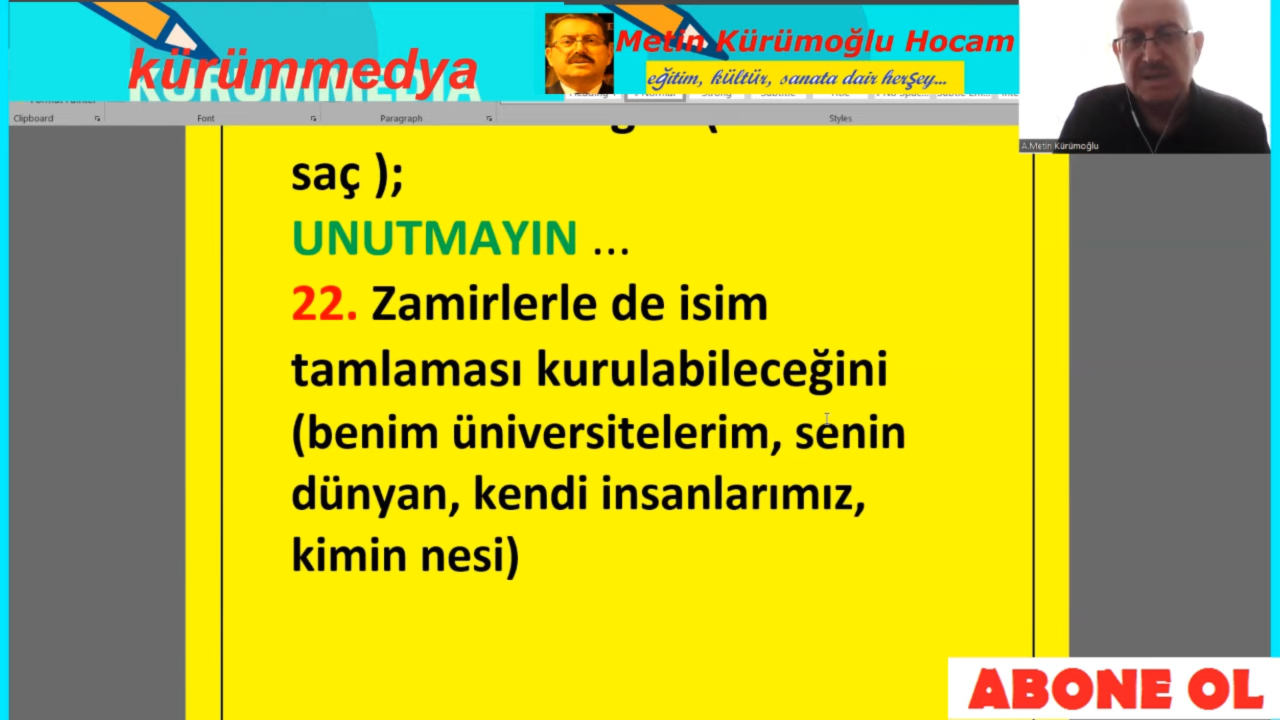 kürümmedya
KÜRÜMMEDİA
Metin Kürümoğlu Hocam
eğitim, kültür, sanata dair herşey...
Clipboard
Font
Paragraph
Styles
A.Metin Kürümoğlu
saç );
UNUTMAYIN ...
22. Zamirlerle de isim
tamlaması kurulabileceğini
(benim üniversitelerim, senin
dünyan, kendi insanlarımız,
kimin nesi)
ABONE OL